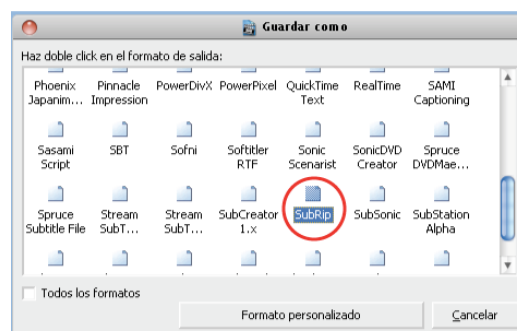 Guardar como
Haz doble click en el formato de salida:
Phoenix Japanim... Pinnacle Impression PowerDivX PowerPixel QuickTime Text RealTime SAMI Captioning
Sasami Script SBT Sofni Softitler RTF Sonic Scenarist SonicDVD Creator Spruce DVDMae...
Spruce Subtitle File Stream SubT... Stream SubT... SubCreator 1.x SubRip SubSonic SubStation Alpha
Todos los formatos
Formato personalizado Cancelar